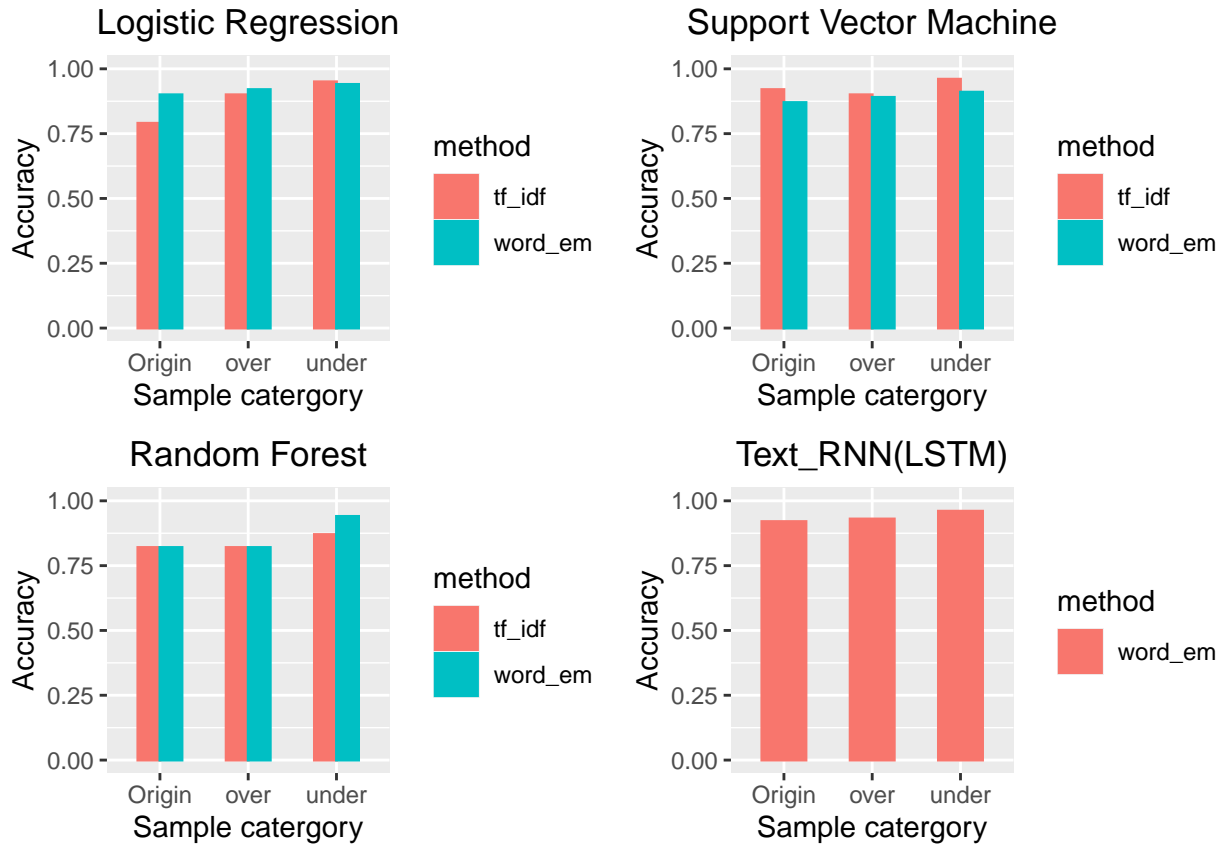 Logistic Regression
Accuracy
1.00
0.75
0.50
0.25
0.00
Origin over under
Sample catergory
method
tf_idf
word_em
Support Vector Machine
Accuracy
1.00
0.75
0.50
0.25
0.00
Origin over under
Sample catergory
method
tf_idf
word_em
Random Forest
Accuracy
1.00
0.75
0.50
0.25
0.00
Origin over under
Sample catergory
method
tf_idf
word_em
Text_RNN(LSTM)
Accuracy
1.00
0.75
0.50
0.25
0.00
Origin over under
Sample catergory
method
word_em